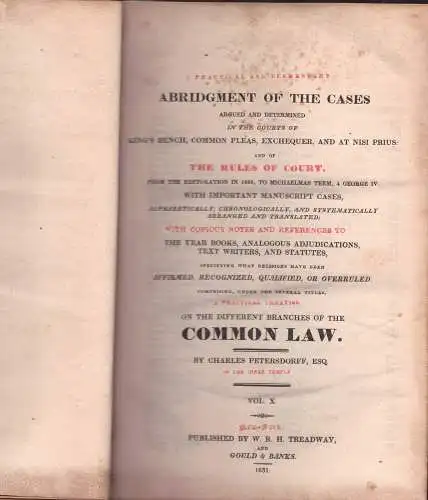 A PRACTICAL AND ELEMENTARY
ABRIDGMENT OF THE CASES
ARGUED AND DETERMINED
IN THE COURTS OF
KING'S BENCH, COMMON PLEAS, EXCHEQUER, AND AT NISI PRIUS;
AND OF
THE RULES OF COURT,
FROM THE RESTORATION IN 1660, TO MICHAELMAS TERM, 4 GEORGE IV.
WITH IMPORTANT MANUSCRIPT CASES,
ALPHABETICALLY, CHRONOLOGICALLY, AND SYSTEMATICALLY
ARRANGED AND TRANSLATED;
WITH COPIOUS NOTES AND REFERENCES TO
THE YEAR BOOKS, ANALOGOUS ADJUDICATIONS,
TEXT WRITERS, AND STATUTES,
SPECIFYING WHAT DECISIONS HAVE BEEN
AFFIRMED, RECOGNIZED, QUALIFIED, OR OVERRULED
COMPRISING, UNDER THE SEVERAL TITLES,
A PRACTICAL TREATISE
ON THE DIFFERENT BRANCHES OF THE
COMMON LAW.
BY CHARLES PETERSDORFF, ESQ.
OF THE INNER TEMPLE
VOL. X
New-York:
PUBLISHED BY W. R. H. TREADWAY,
AND
GOULD & BANKS.
1831.